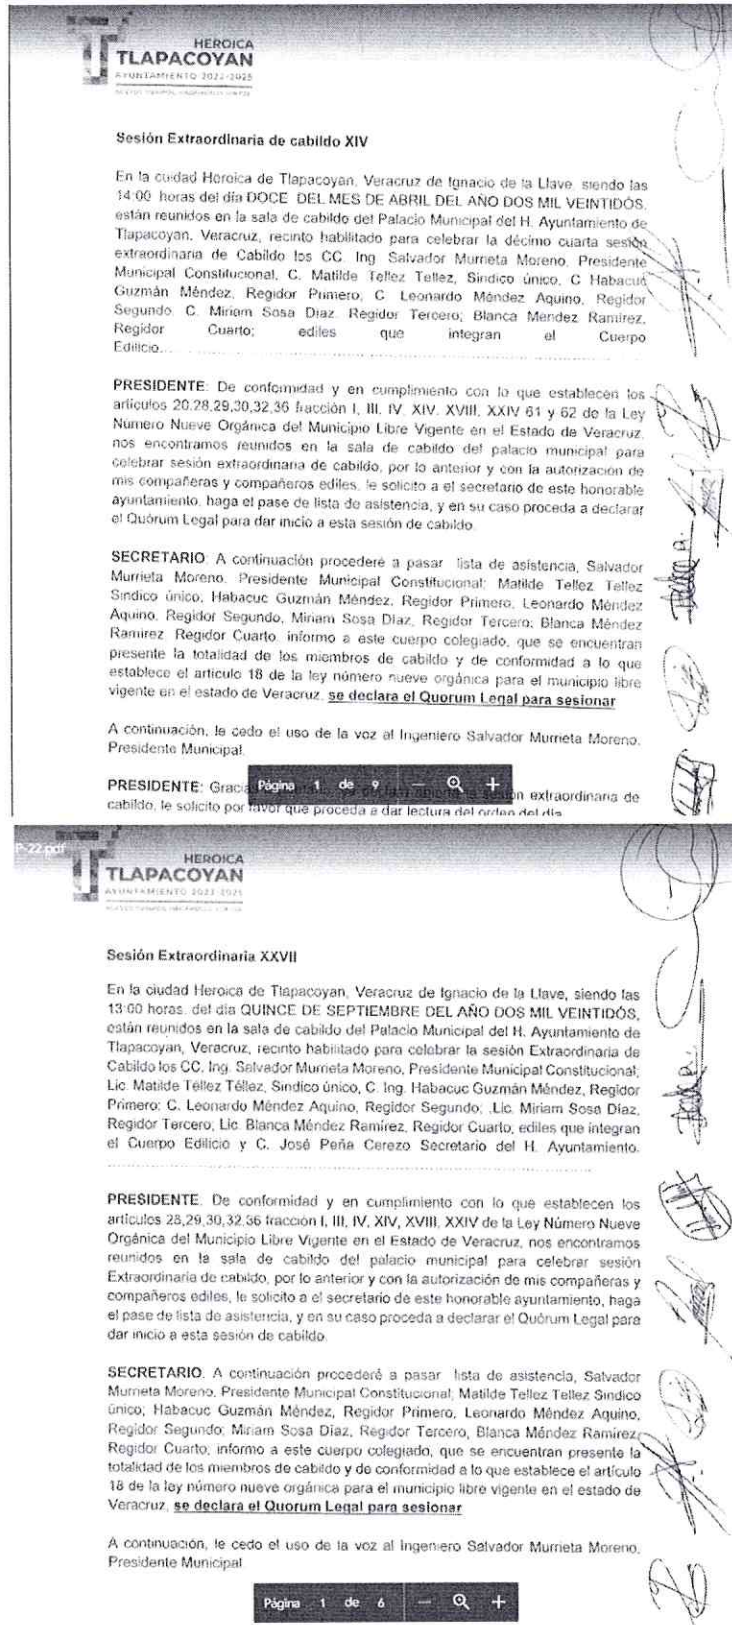 HEROICA
TLAPACOYAN
AYUNTAMIENTO 2022-2025
Sesión Extraordinaria de cabildo XIV
En la cuidad Heroica de Tlapacoyan, Veracruz de Ignacio de la Llave, siendo las
14:00 horas del día DOCE DEL MES DE ABRIL DEL AÑO DOS MIL VEINTIDÓS,
están reunidos en la sala de cabildo del Palacio Municipal del H. Ayuntamiento de
Tlapacoyan, Veracruz, recinto habilitado para celebrar la décimo cuarta sesión
extraordinaria de Cabildo los CC. Ing. Salvador Murrieta Moreno, Presidente
Municipal Constitucional, C. Matilde Tellez Tellez, Sindico único, C Habacuc
Guzmán Méndez, Regidor Primero; C Leonardo Méndez Aquino, Regidor
Segundo, C. Miriam Sosa Diaz, Regidor Tercero; Blanca Mendez Ramirez,
Regidor Cuarto; ediles que integran el Cuerpo
Edilicio....
PRESIDENTE: De conformidad y en cumplimiento con lo que establecen los
artículos 20,28,29,30,32,36 fracción I, III, IV, XIV, XVIII, XXIV 61 y 62 de la Ley
Número Nueve Orgánica del Municipio Libre Vigente en el Estado de Veracruz,
nos encontramos reunidos en la sala de cabildo del palacio municipal para
celebrar sesión extraordinaria de cabildo, por lo anterior y con la autorización de
mis compañeras y compañeros ediles, le solicito a el secretario de este honorable
ayuntamiento, haga el pase de lista de asistencia, y en su caso proceda a declarar
el Quórum Legal para dar inicio a esta sesión de cabildo
SECRETARIO: A continuación procederé a pasar lista de asistencia, Salvador
Murrieta Moreno, Presidente Municipal Constitucional; Matilde Tellez Tellez
Sindico único, Habacuc Guzmán Méndez, Regidor Primero, Leonardo Méndez
Aquino, Regidor Segundo, Miriam Sosa Díaz, Regidor Tercero; Blanca Méndez
Ramírez Regidor Cuarto, informo a este cuerpo colegiado, que se encuentran
presente la totalidad de los miembros de cabildo y de conformidad a lo que
establece el artículo 18 de la ley número nueve orgánica para el municipio libre
vigente en el estado de Veracruz, se declara el Quorum Legal para sesionar
A continuación, le cedo el uso de la voz al Ingeniero Salvador Murrieta Moreno,
Presidente Municipal.
PRESIDENTE: Gracia Página 1 de 9 extraordinaria de
cabildo, le solicito por favor que proceda a dar lectura del orden del día
P-22.pdf
HEROICA
TLAPACOYAN
AYUNTAMIENTO 2022-2025
Sesión Extraordinaria XXVII
En la ciudad Heroica de Tlapacoyan, Veracruz de Ignacio de la Llave, siendo las
13:00 horas, del día QUINCE DE SEPTIEMBRE DEL AÑO DOS MIL VEINTIDÓS,
están reunidos en la sala de cabildo del Palacio Municipal del H. Ayuntamiento de
Tlapacoyan, Veracruz, recinto habilitado para celebrar la sesión Extraordinaria de
Cabildo los CC. Ing. Salvador Murrieta Moreno, Presidente Municipal Constitucional;
Lic. Matilde Téllez Téllez, Sindico único, C. Ing. Habacuc Guzmán Méndez, Regidor
Primero; C. Leonardo Méndez Aquino, Regidor Segundo; .Lic. Miriam Sosa Díaz,
Regidor Tercero; Lic. Blanca Méndez Ramírez, Regidor Cuarto; ediles que integran
el Cuerpo Edilicio y C. José Peña Cerezo Secretario del H. Ayuntamiento.
PRESIDENTE. De conformidad y en cumplimiento con lo que establecen los
artículos 28,29,30,32,36 fracción I, III, IV, XIV, XVIII, XXIV de la Ley Número Nueve
Orgánica del Municipio Libre Vigente en el Estado de Veracruz, nos encontramos
reunidos en la sala de cabildo del palacio municipal para celebrar sesión
Extraordinaria de cabildo, por lo anterior y con la autorización de mis compañeras y
compañeros ediles, le solicito a el secretario de este honorable ayuntamiento, haga
el pase de lista de asistencia, y en su caso proceda a declarar el Quórum Legal para
dar inicio a esta sesión de cabildo.
SECRETARIO. A continuación procederé a pasar lista de asistencia, Salvador
Murrieta Moreno, Presidente Municipal Constitucional; Matilde Tellez Tellez Sindico
único; Habacuc Guzmán Méndez, Regidor Primero, Leonardo Méndez Aquino,
Regidor Segundo; Miriam Sosa Díaz, Regidor Tercero, Blanca Méndez Ramírez
Regidor Cuarto; informo a este cuerpo colegiado, que se encuentran presente la
totalidad de los miembros de cabildo y de conformidad a lo que establece el artículo
18 de la ley número nueve orgánica para el municipio libre vigente en el estado de
Veracruz, se declara el Quorum Legal para sesionar
A continuación, le cedo el uso de la voz al Ingeniero Salvador Murrieta Moreno,
Presidente Municipal
Página 1 de 6